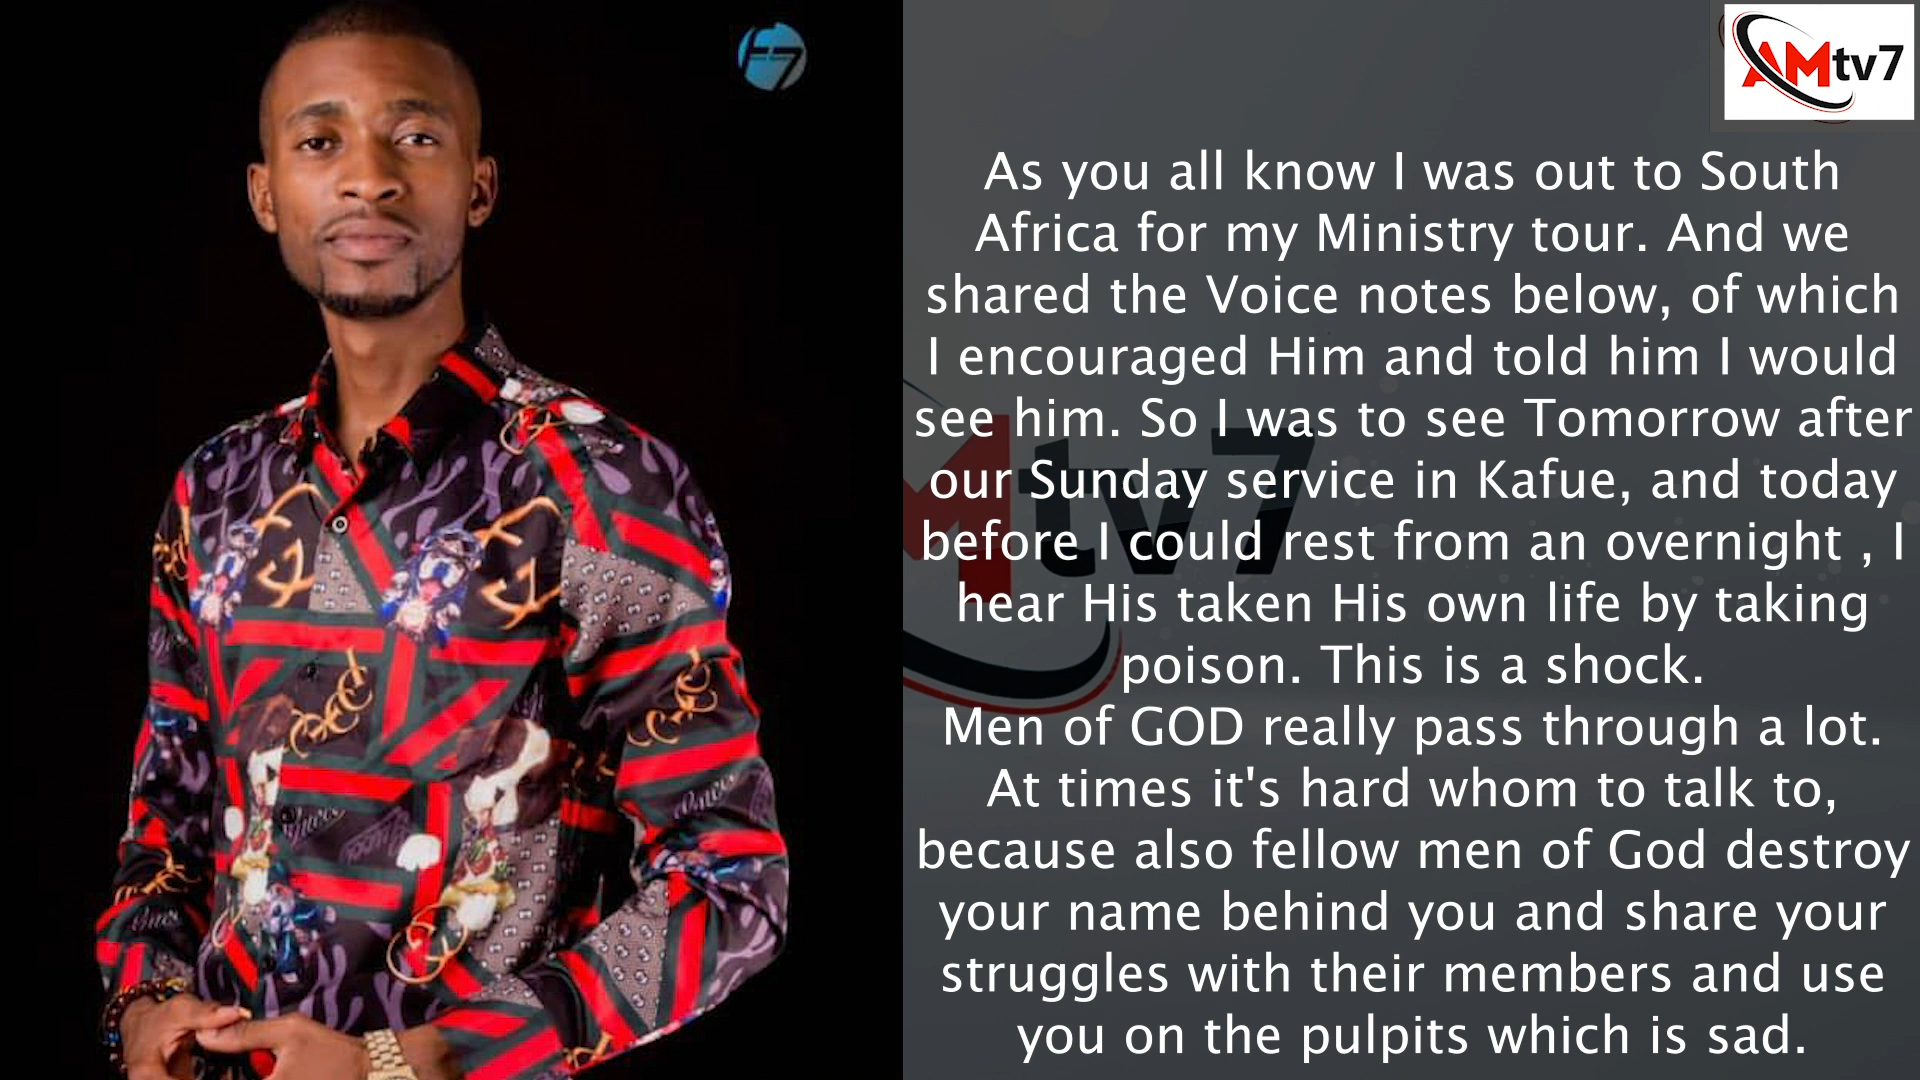 AMtv7
As you all know I was out to South
Africa for my Ministry tour. And we
shared the Voice notes below, of which
I encouraged Him and told him I would
see him. So I was to see Tomorrow after
our Sunday service in Kafue, and today
before I could rest from an overnight , I
hear His taken His own life by taking
poison. This is a shock.
Men of GOD really pass through a lot.
At times it's hard whom to talk to,
because also fellow men of God destroy
your name behind you and share your
struggles with their members and use
you on the pulpits which is sad.